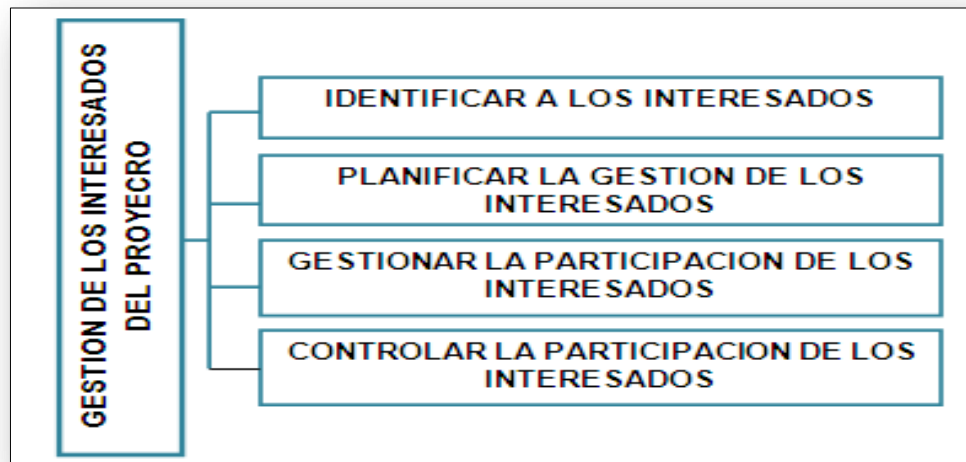 GESTION DE LOS INTERESADOS
DEL PROYECRO
IDENTIFICAR A LOS INTERESADOS
PLANIFICAR LA GESTION DE LOS
INTERESADOS
GESTIONAR LA PARTICIPACION DE LOS
INTERESADOS
CONTROLAR LA PARTICIPACION DE LOS
INTERESADOS